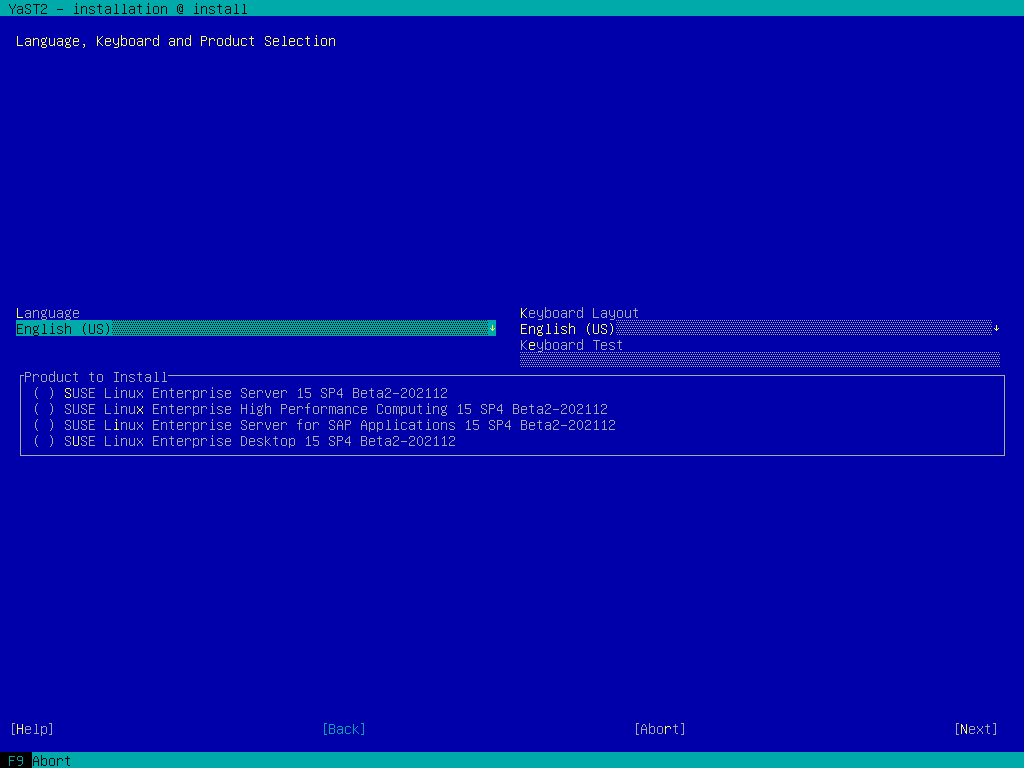 YaST2 - installation @ install
Language, Keyboard and Product Selection
Language
English (US)↓
Keyboard Layout
English (US)↓
Keyboard Test
Product to Install
( ) SUSE Linux Enterprise Server 15 SP4 Beta2-202112
( ) SUSE Linux Enterprise High Performance Computing 15 SP4 Beta2-202112
( ) SUSE Linux Enterprise Server for SAP Applications 15 SP4 Beta2-202112
( ) SUSE Linux Enterprise Desktop 15 SP4 Beta2-202112
[Help] [Back] [Abort] [Next]
F9 Abort